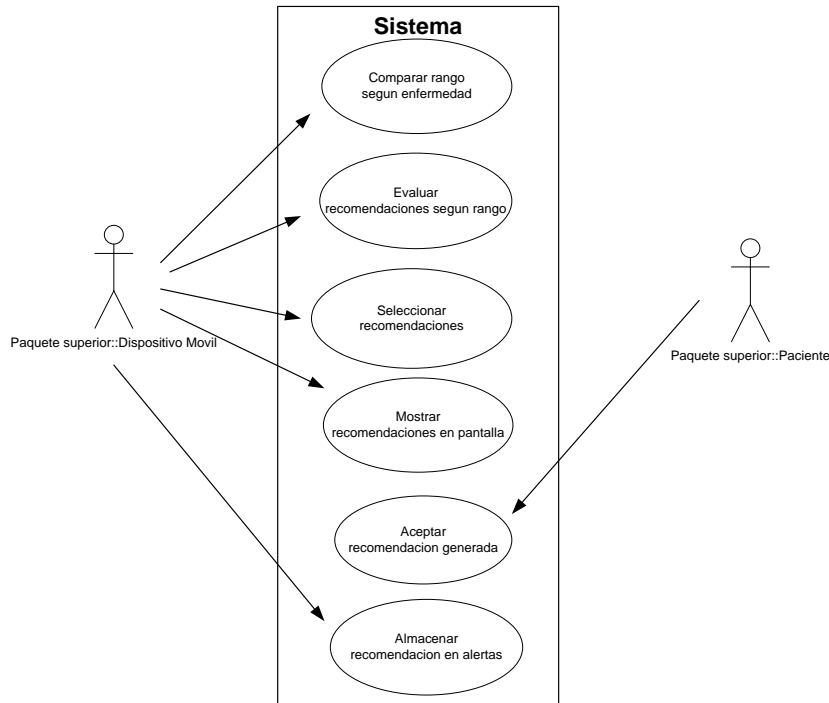 Sistema
Comparar rango
segun enfermedad
Evaluar
recomendaciones segun rango
Seleccionar
recomendaciones
Paquete superior::Dispositivo Movil
Paquete superior::Paciente
Mostrar
recomendaciones en pantalla
Aceptar
recomendacion generada
Almacenar
recomendacion en alertas